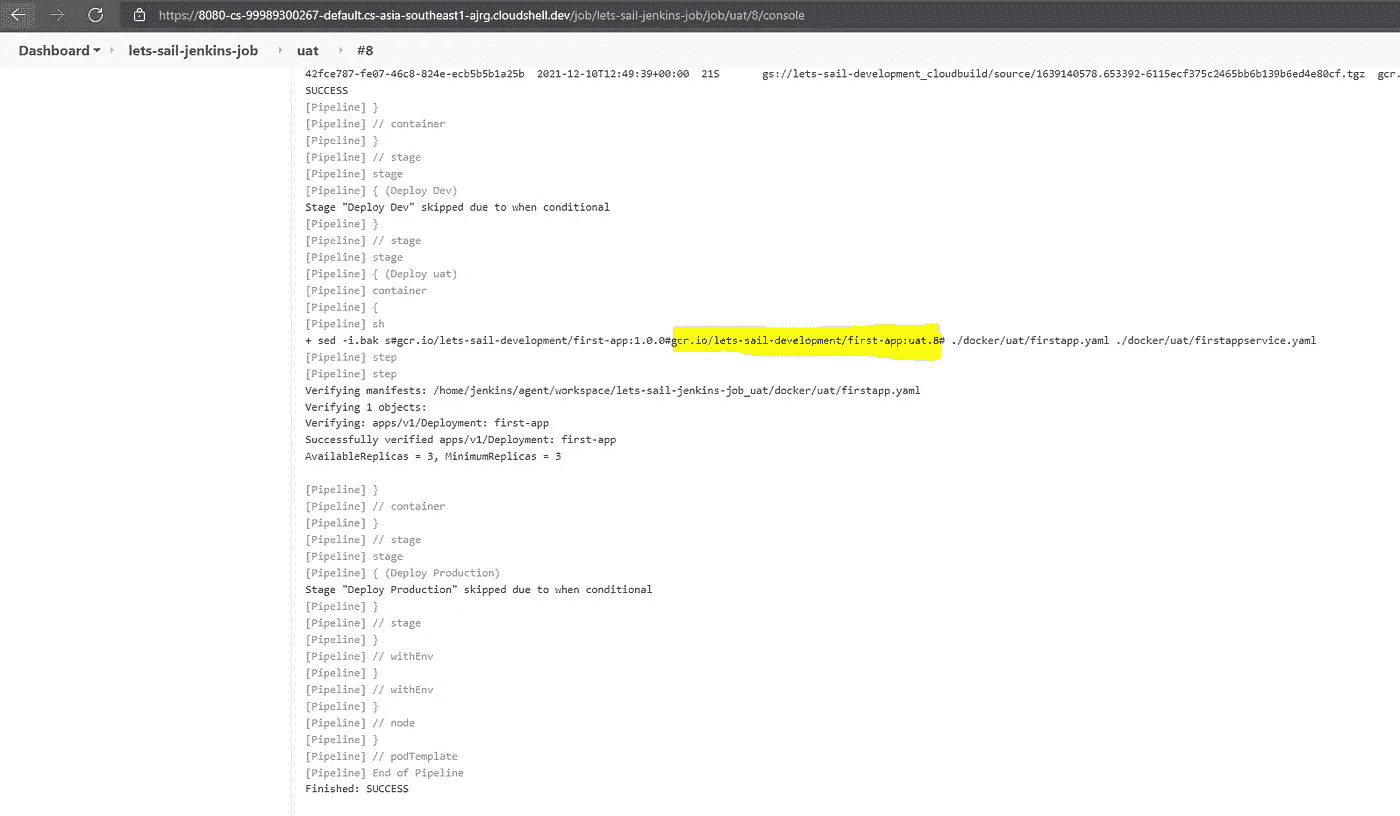 https://8080-cs-99989300267-default.cs-asia-southeast1-ajrg.cloudshell.dev/job/lets-sail-jenkins-job/job/uat/8/console
Dashboard lets-sail-jenkins-job uat #8
42fce787-fe07-46c8-824e-ecb5b5b1a25b 2021-12-10T12:49:39+00:00 21S gs://lets-sail-development_cloudbuild/source/1639140578.653392-6115ecf375c2465bb6b139b6ed4e80cf.tgz gcr.
SUCCESS
[Pipeline] }
[Pipeline] // container
[Pipeline] }
[Pipeline] // stage
[Pipeline] stage
[Pipeline] { (Deploy Dev)
Stage "Deploy Dev" skipped due to when conditional
[Pipeline] }
[Pipeline] // stage
[Pipeline] stage
[Pipeline] { (Deploy uat)
[Pipeline] container
[Pipeline] {
[Pipeline] sh
+ sed -i.bak s#gcr.io/lets-sail-development/first-app:1.0.0#gcr.io/lets-sail-development/first-app:uat.8# ./docker/uat/firstapp.yaml ./docker/uat/firstappservice.yaml
[Pipeline] step
[Pipeline] step
Verifying manifests: /home/jenkins/agent/workspace/lets-sail-jenkins-job_uat/docker/uat/firstapp.yaml
Verifying 1 objects:
Verifying: apps/v1/Deployment: first-app
Successfully verified apps/v1/Deployment: first-app
AvailableReplicas = 3, MinimumReplicas = 3
[Pipeline] }
[Pipeline] // container
[Pipeline] }
[Pipeline] // stage
[Pipeline] stage
[Pipeline] { (Deploy Production)
Stage "Deploy Production" skipped due to when conditional
[Pipeline] }
[Pipeline] // stage
[Pipeline] }
[Pipeline] // withEnv
[Pipeline] }
[Pipeline] // withEnv
[Pipeline] }
[Pipeline] // node
[Pipeline] }
[Pipeline] // podTemplate
[Pipeline] End of Pipeline
Finished: SUCCESS